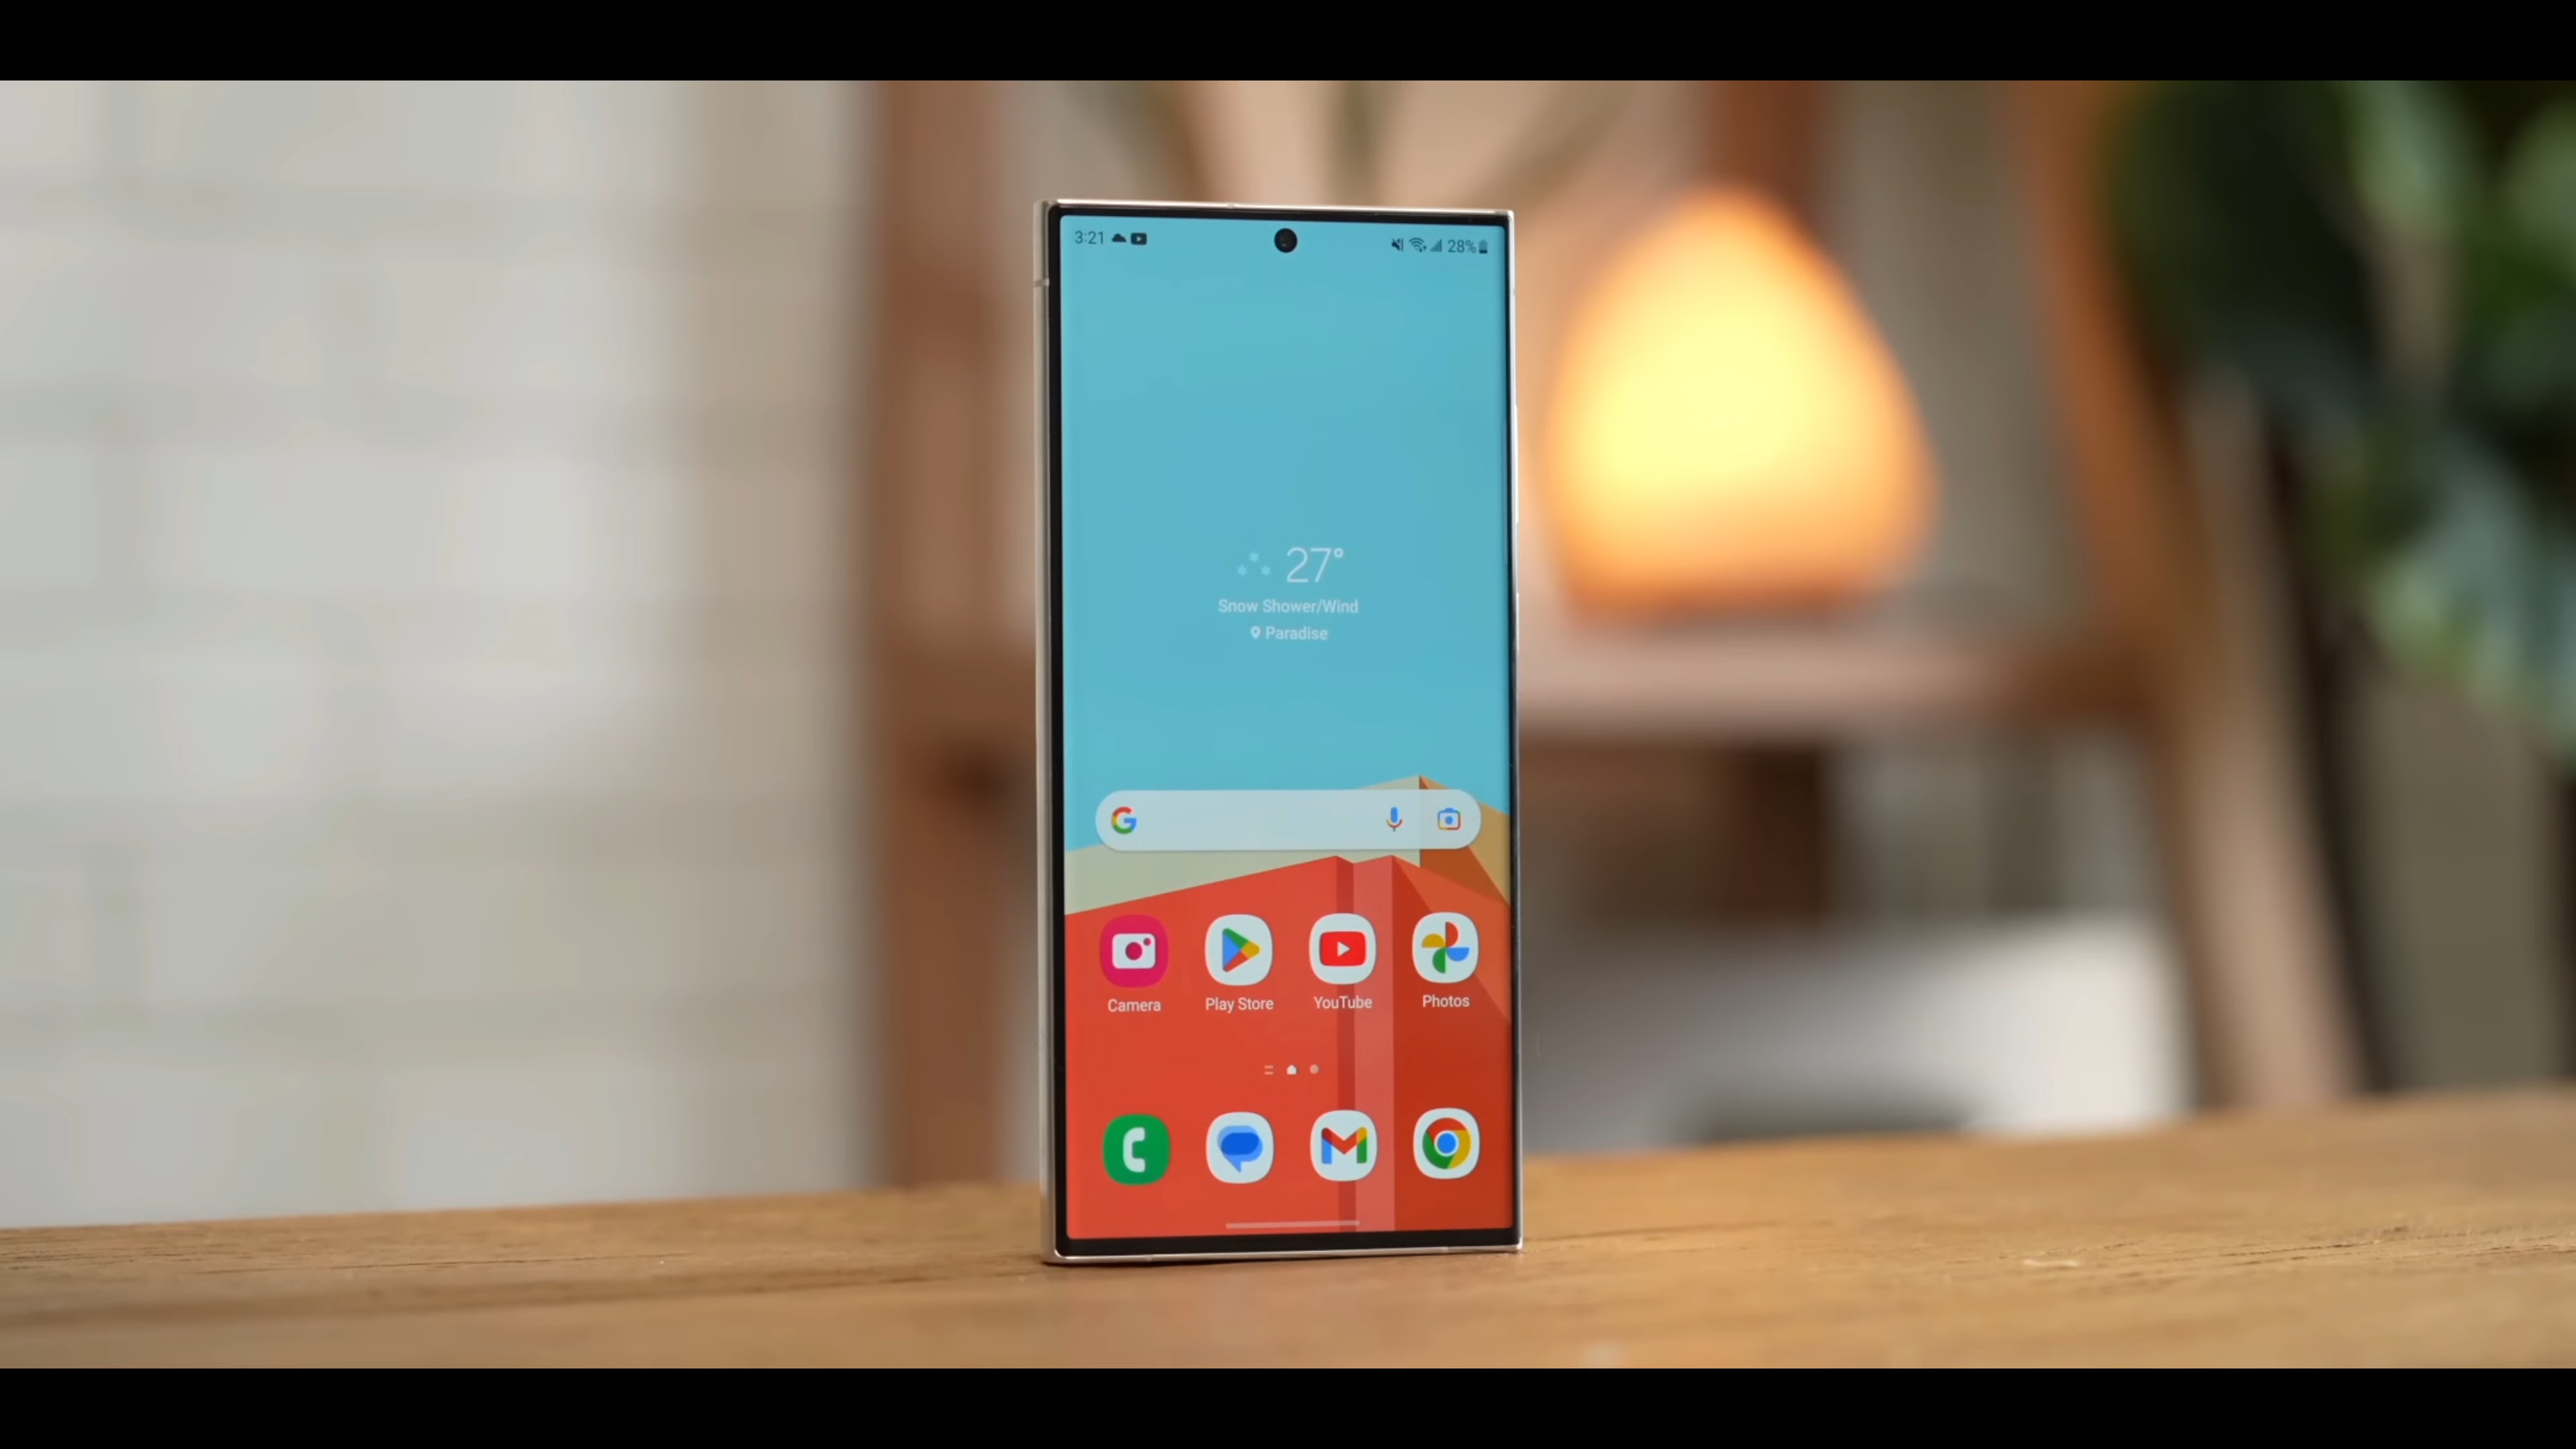 3:21
28%
27°
Snow Shower/Wind
Paradise
Camera
Play Store
YouTube
Photos